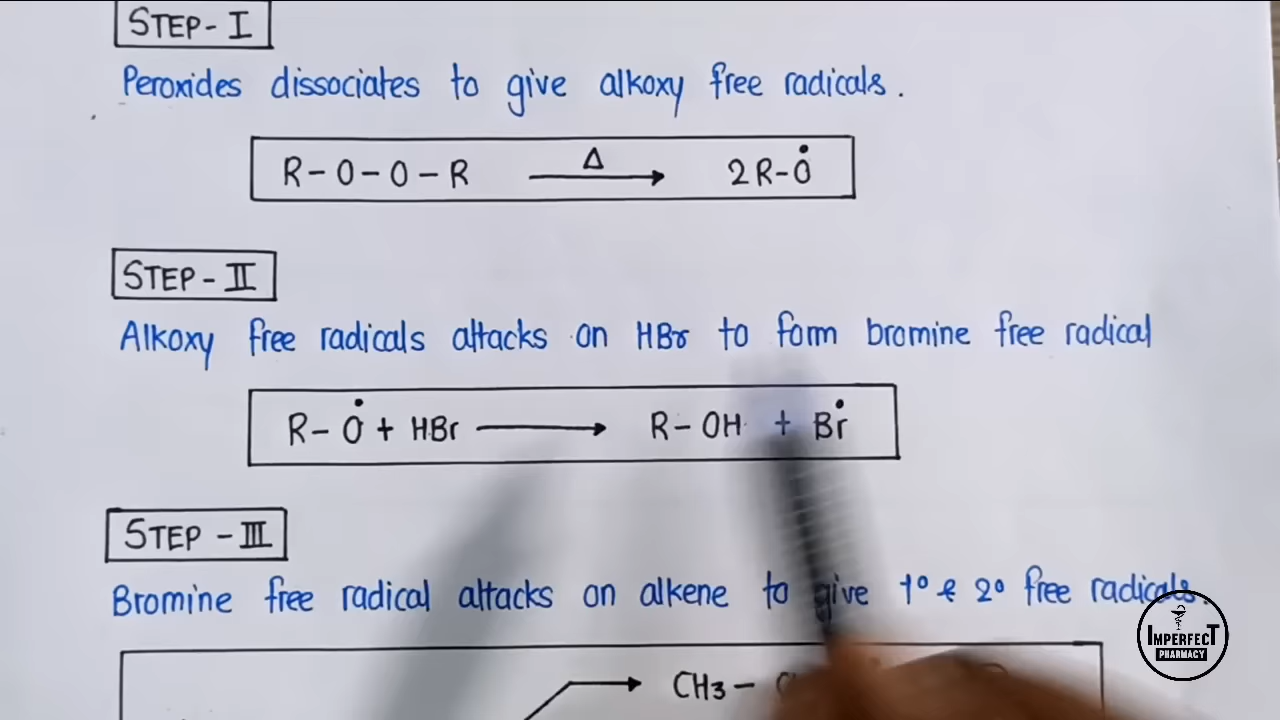 STEP - I
Peroxides dissociates to give alkoxy free radicals.
R - O - O - R Δ → 2R - Ȯ
STEP - II
Alkoxy free radicals attacks on HBr to form bromine free radical
R - Ȯ + HBr → R - OH + Bṙ
STEP - III
Bromine free radical attacks on alkene to give 1° & 2° free radicals.
CH3 -
IMPERFECT
PHARMACY